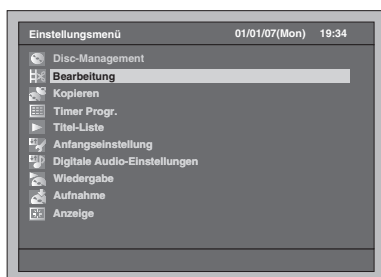 Einstellungsmenü 01/01/07(Mon) 19:34
Disc-Management
Bearbeitung
Kopieren
Timer Progr.
Titel-Liste
Anfangseinstellung
Digitale Audio-Einstellungen
Wiedergabe
Aufnahme
Anzeige